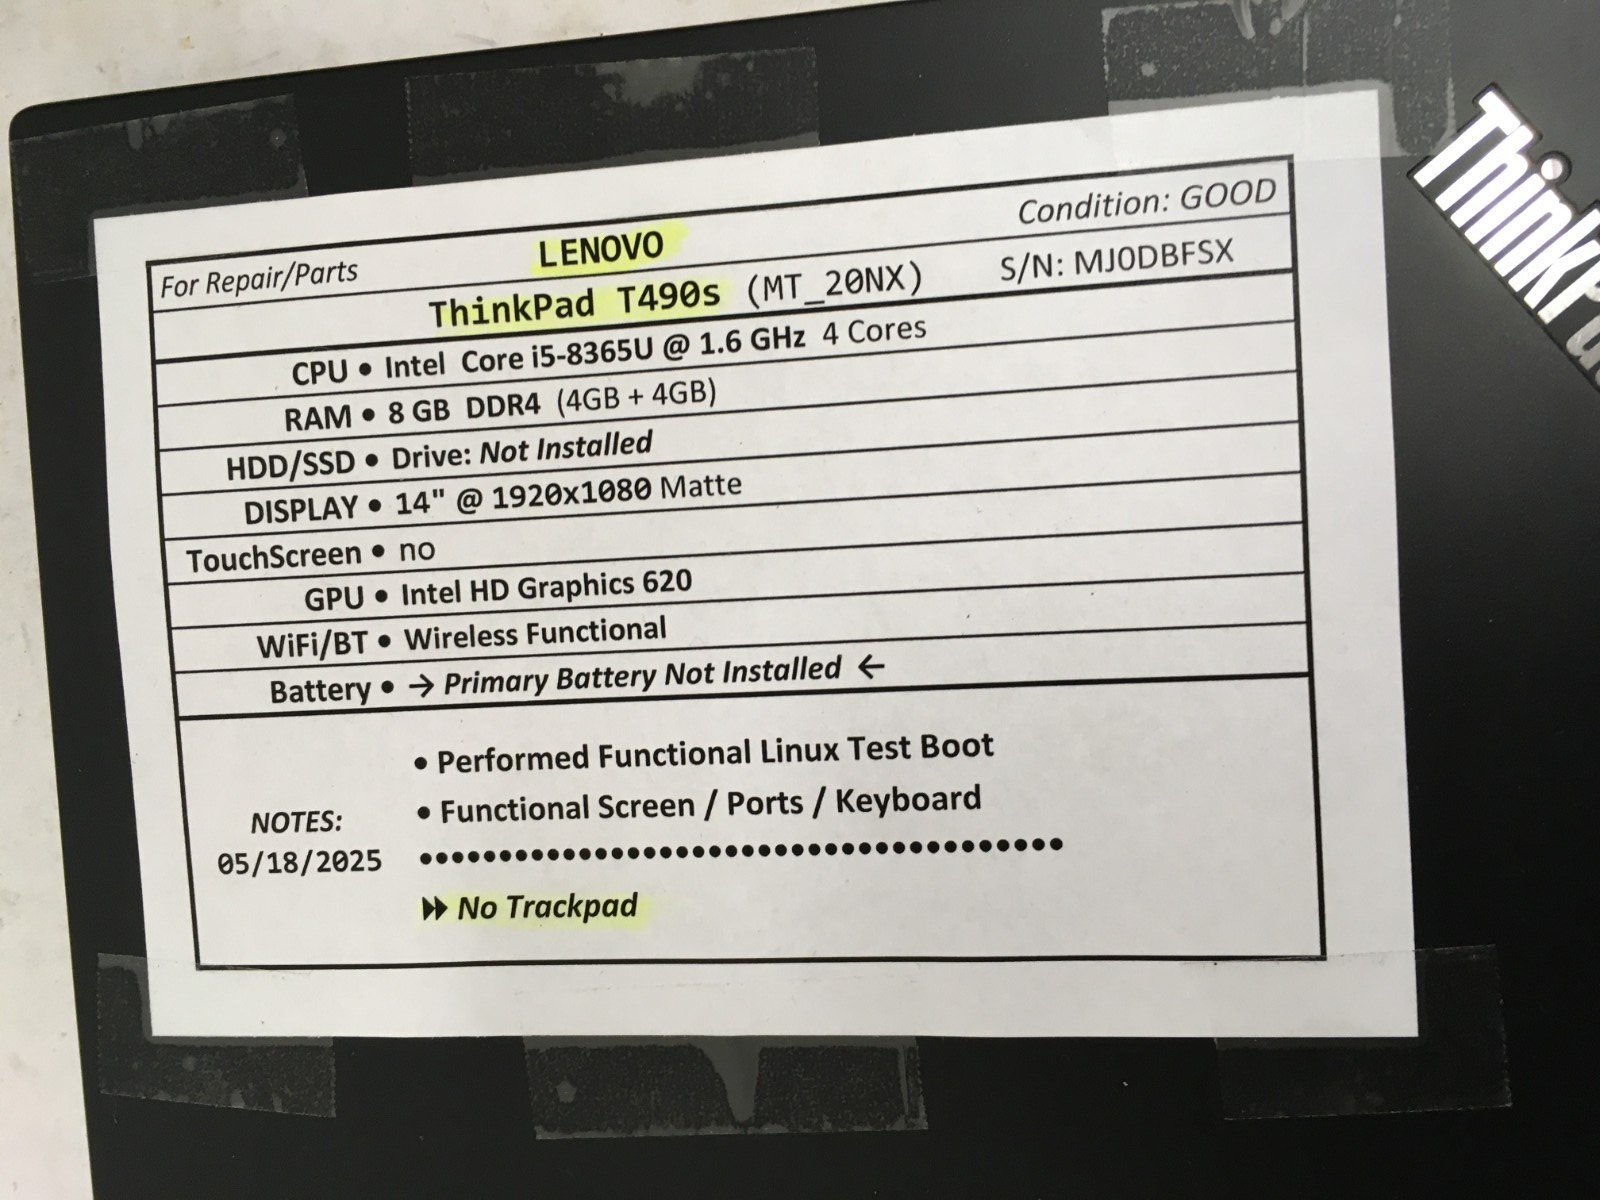 For Repair/Parts LENOVO Condition: GOOD
ThinkPad T490s (MT_20NX) S/N: MJ0DBFSX
CPU • Intel Core i5-8365U @ 1.6 GHz 4 Cores
RAM • 8 GB DDR4 (4GB + 4GB)
HDD/SSD • Drive: Not Installed
DISPLAY • 14" @ 1920x1080 Matte
TouchScreen • no
GPU • Intel HD Graphics 620
WiFi/BT • Wireless Functional
Battery • → Primary Battery Not Installed ←
• Performed Functional Linux Test Boot
• Functional Screen / Ports / Keyboard
NOTES:
05/18/2025
No Trackpad
ThinkPad